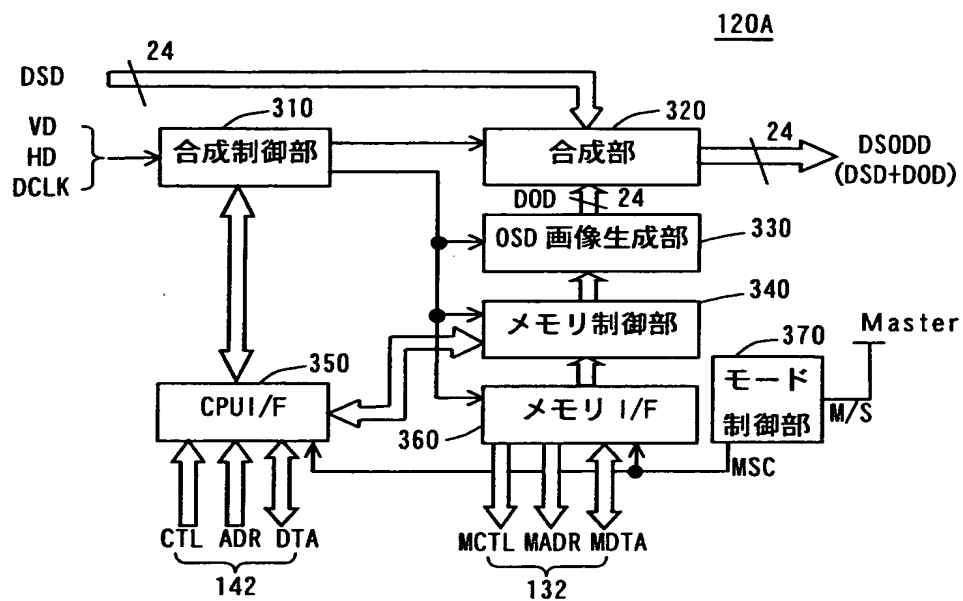 120A
24
DSD
310
320
VD
HD
DCLK
合成制御部
合成部
24
DSODD
(DSD+DOD)
DOD
24
OSD 画像生成部
330
340
メモリ制御部
Master
370
モード
制御部
M/S
350
CPUI/F
メモリ I/F
360
MSC
CTL ADR DTA
MCTL MADR MDTA
142
132